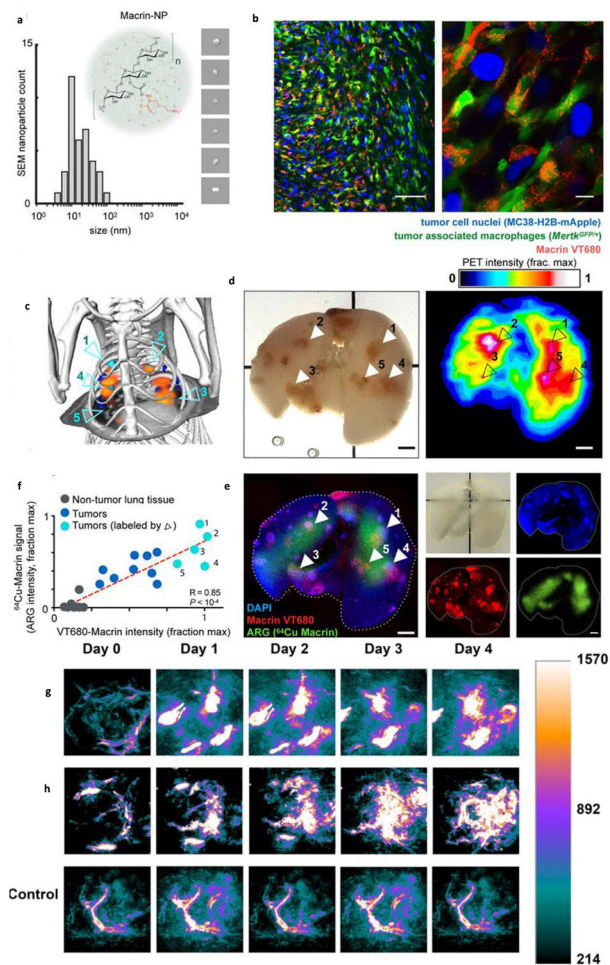 a
Macrin-NP
n
SEM nanoparticle count
15
0
10⁰ 10¹ 10² 10³ 10⁴
size (nm)
b
tumor cell nuclei (MC38-H2B-mApple)
tumor associated macrophages (Mertk^GFP/+)
Macrin VT680
c
1
2
4
3
5
d
PET intensity (frac. max)
0 1
2 1
3 5 4
2 1
3 5 4
f
Non-tumor lung tissue
Tumors
Tumors (labeled by ▷)
⁶⁴Cu-Macrin signal
(ARG intensity, fraction max)
1
0.5
0
1
2
3
5 4
R = 0.85
P < 10⁻⁴
0 0.5 1
VT680-Macrin intensity (fraction max)
e
2 1
3 5 4
DAPI
Macrin VT680
ARG (⁶⁴Cu Macrin)
Day 0 Day 1 Day 2 Day 3 Day 4
g
h
Control
1570
892
214